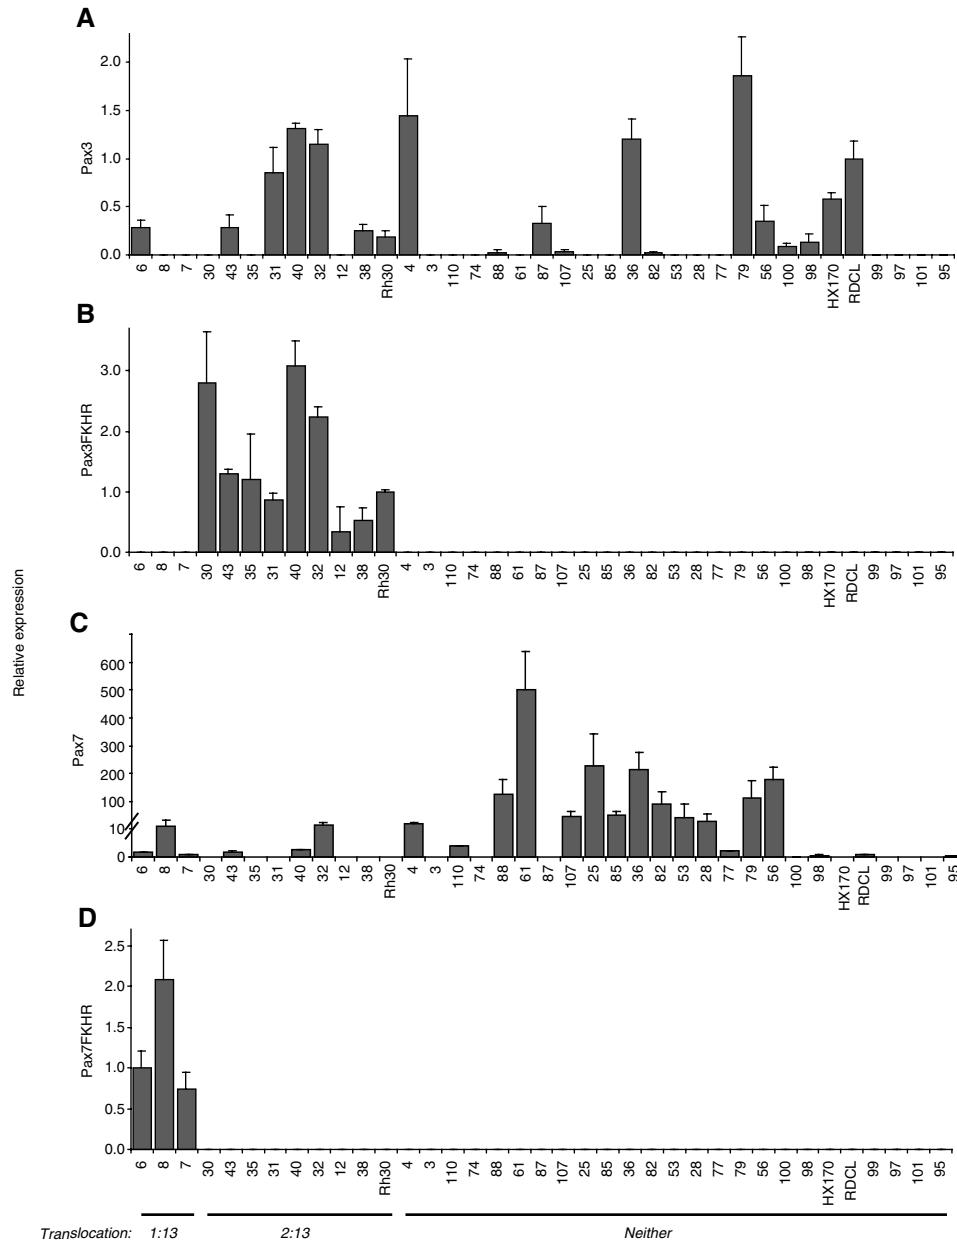 A
2.0
1.5
1.0
0.5
0.0
Pax3
6 8 7 30 43 35 31 40 32 12 38 Rh30 4 3 110 74 88 61 87 107 25 85 36 82 53 28 77 79 56 100 98 HX170 RDCL 99 97 101 95
B
3.0
2.0
1.0
0.0
Pax3FKHR
6 8 7 30 43 35 31 40 32 12 38 Rh30 4 3 110 74 88 61 87 107 25 85 36 82 53 28 77 79 56 100 98 HX170 RDCL 99 97 101 95
Relative expression
C
600
500
400
300
200
100
10
0
Pax7
6 8 7 30 43 35 31 40 32 12 38 Rh30 4 3 110 74 88 61 87 107 25 85 36 82 53 28 77 79 56 100 98 HX170 RDCL 99 97 101 95
D
2.5
2.0
1.5
1.0
0.5
0.0
Pax7FKHR
6 8 7 30 43 35 31 40 32 12 38 Rh30 4 3 110 74 88 61 87 107 25 85 36 82 53 28 77 79 56 100 98 HX170 RDCL 99 97 101 95
Translocation: 1:13 2:13 Neither